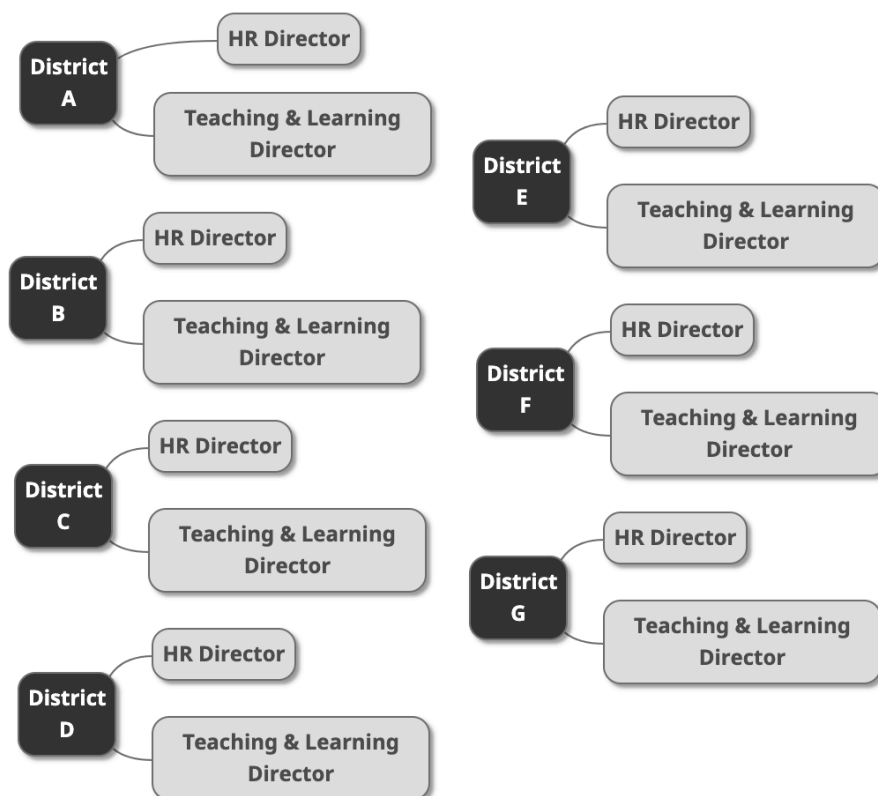 District
A
HR Director
Teaching & Learning
Director
District
B
HR Director
Teaching & Learning
Director
District
C
HR Director
Teaching & Learning
Director
District
D
HR Director
Teaching & Learning
Director
District
E
HR Director
Teaching & Learning
Director
District
F
HR Director
Teaching & Learning
Director
District
G
HR Director
Teaching & Learning
Director